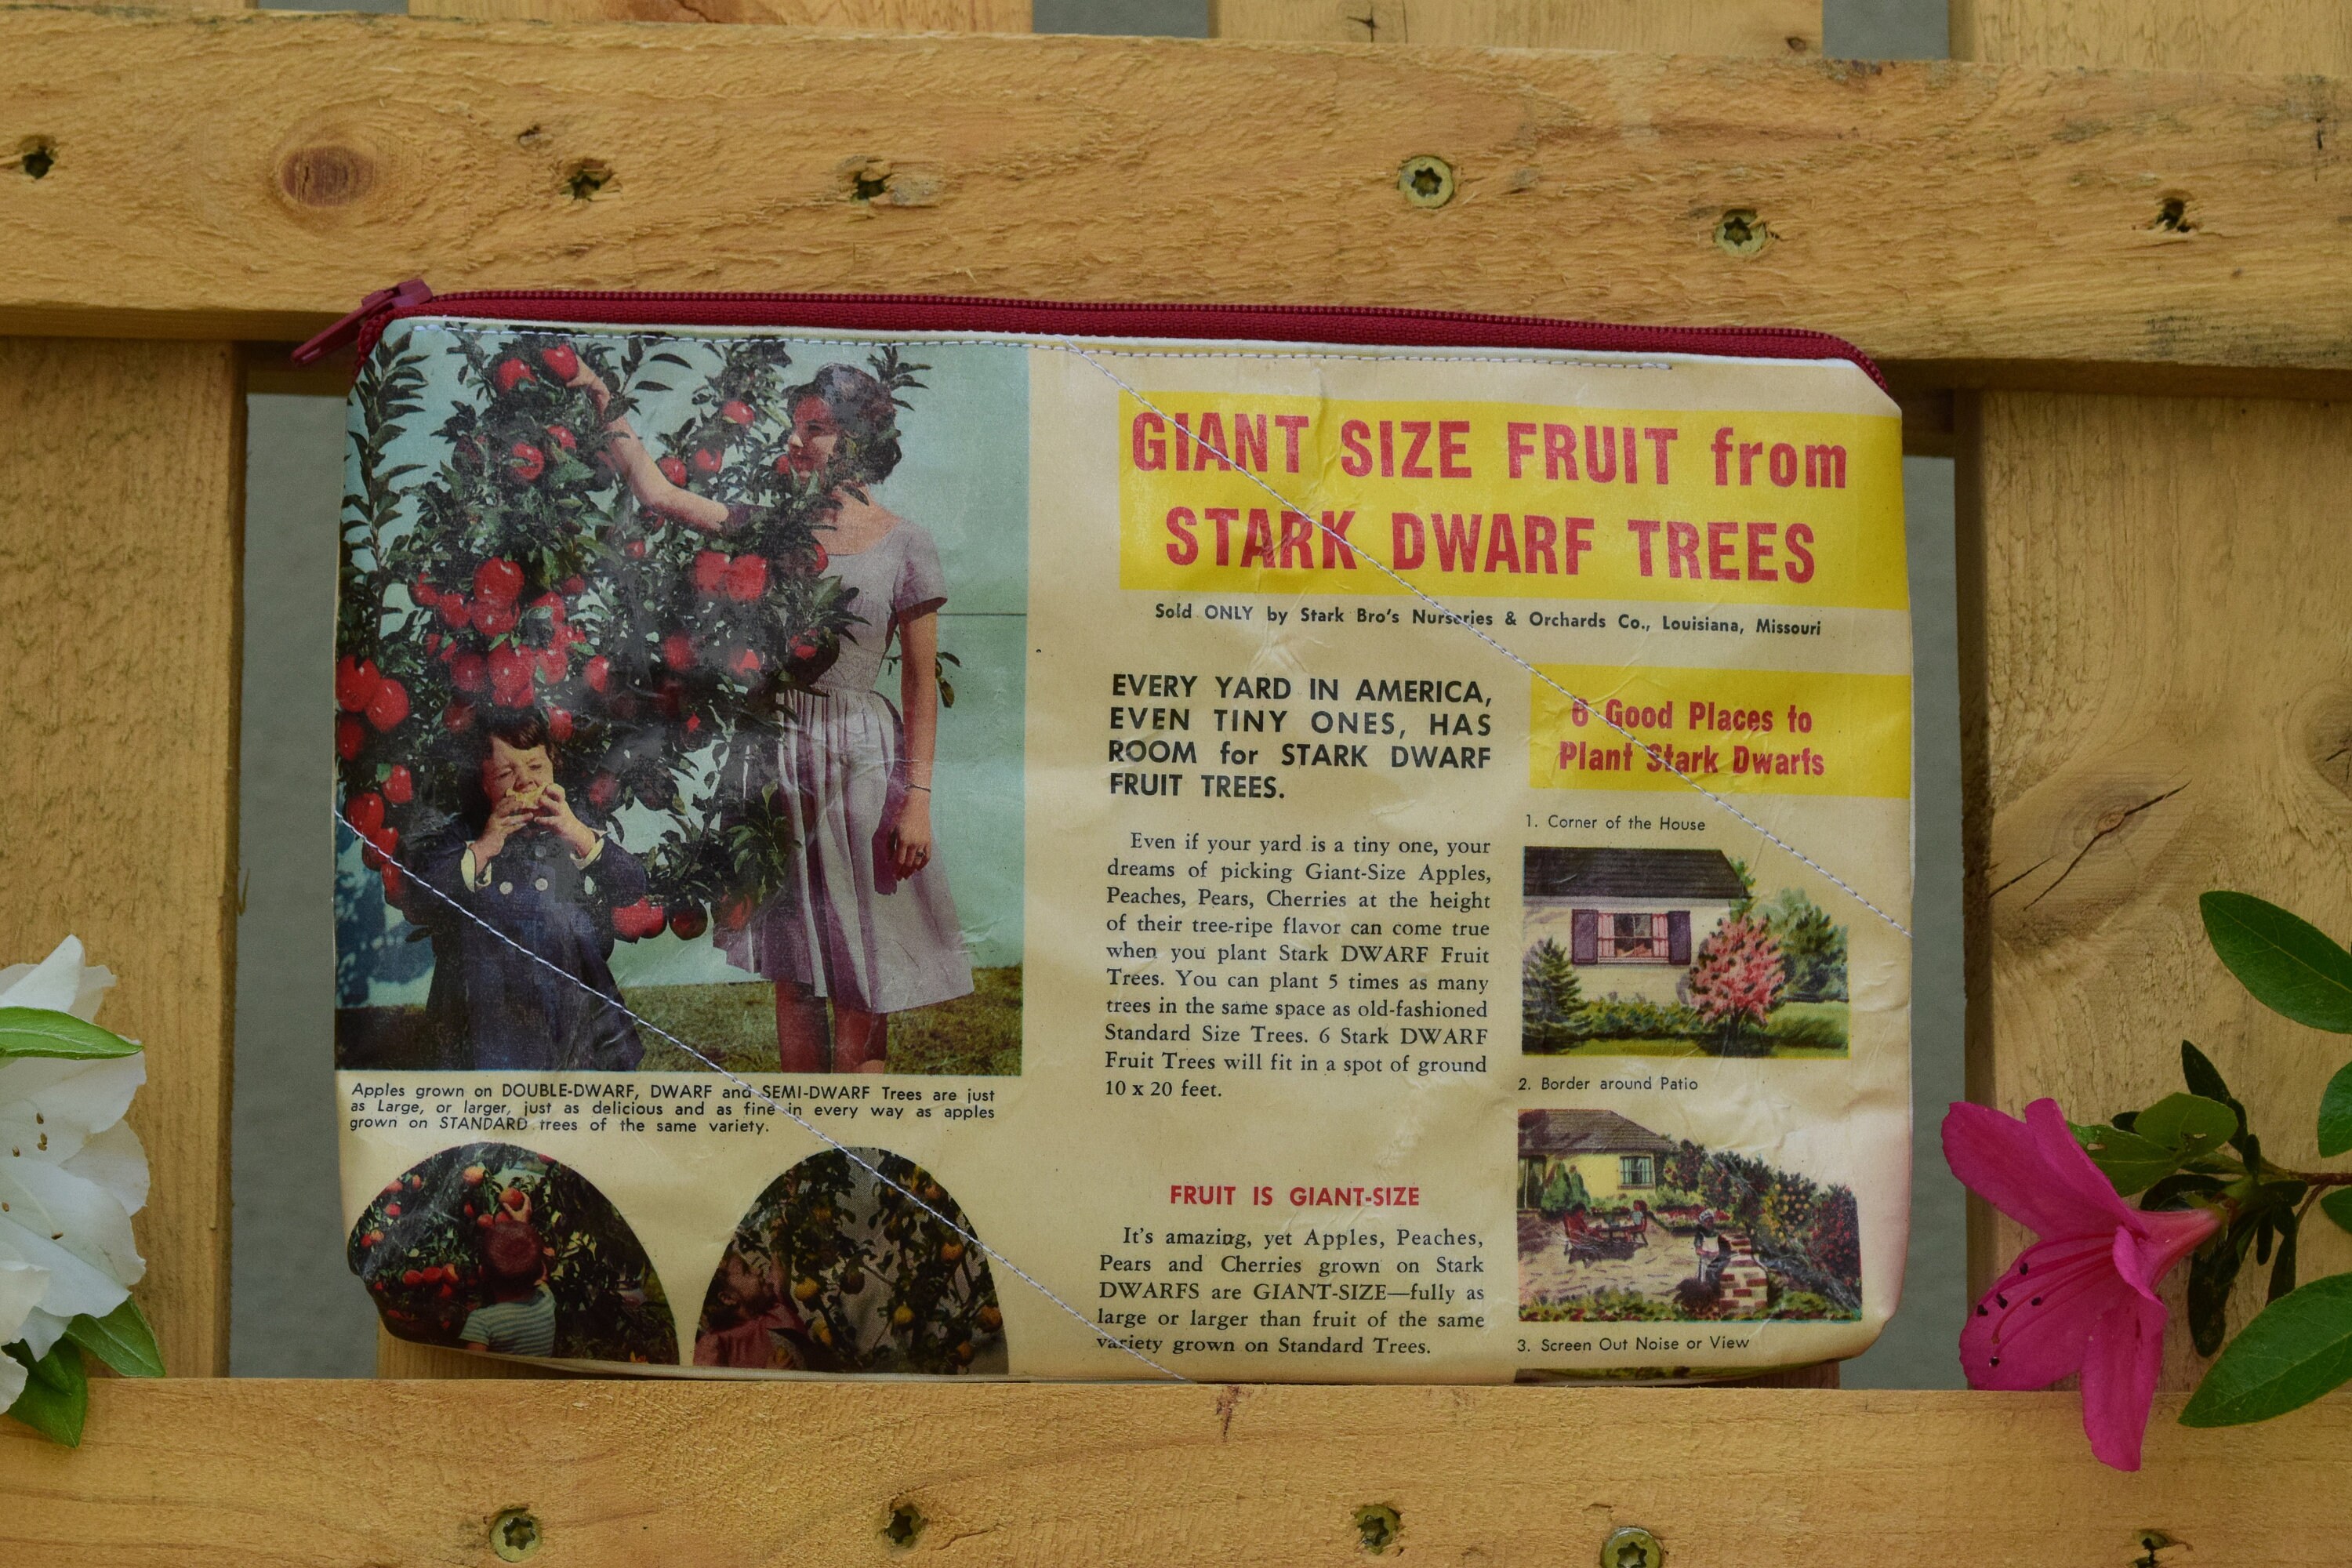 GIANT SIZE FRUIT from
STARK DWARF TREES
Sold ONLY by Stark Bro's Nurseries & Orchards Co., Louisiana, Missouri
EVERY YARD IN AMERICA,
EVEN TINY ONES, HAS
ROOM for STARK DWARF
FRUIT TREES.
Even if your yard is a tiny one, your
dreams of picking Giant-Size Apples,
Peaches, Pears, Cherries at the height
of their tree-ripe flavor can come true
when you plant Stark DWARF Fruit
Trees. You can plant 5 times as many
trees in the same space as old-fashioned
Standard Size Trees. 6 Stark DWARF
Fruit Trees will fit in a spot of ground
10 x 20 feet.
FRUIT IS GIANT-SIZE
It's amazing, yet Apples, Peaches,
Pears and Cherries grown on Stark
DWARFS are GIANT-SIZE—fully as
large or larger than fruit of the same
variety grown on Standard Trees.
6 Good Places to
Plant Stark Dwarfs
1. Corner of the House
2. Border around Patio
3. Screen Out Noise or View
Apples grown on DOUBLE-DWARF, DWARF and SEMI-DWARF Trees are just
as Large, or larger, just as delicious and as fine in every way as apples
grown on STANDARD trees of the same variety.